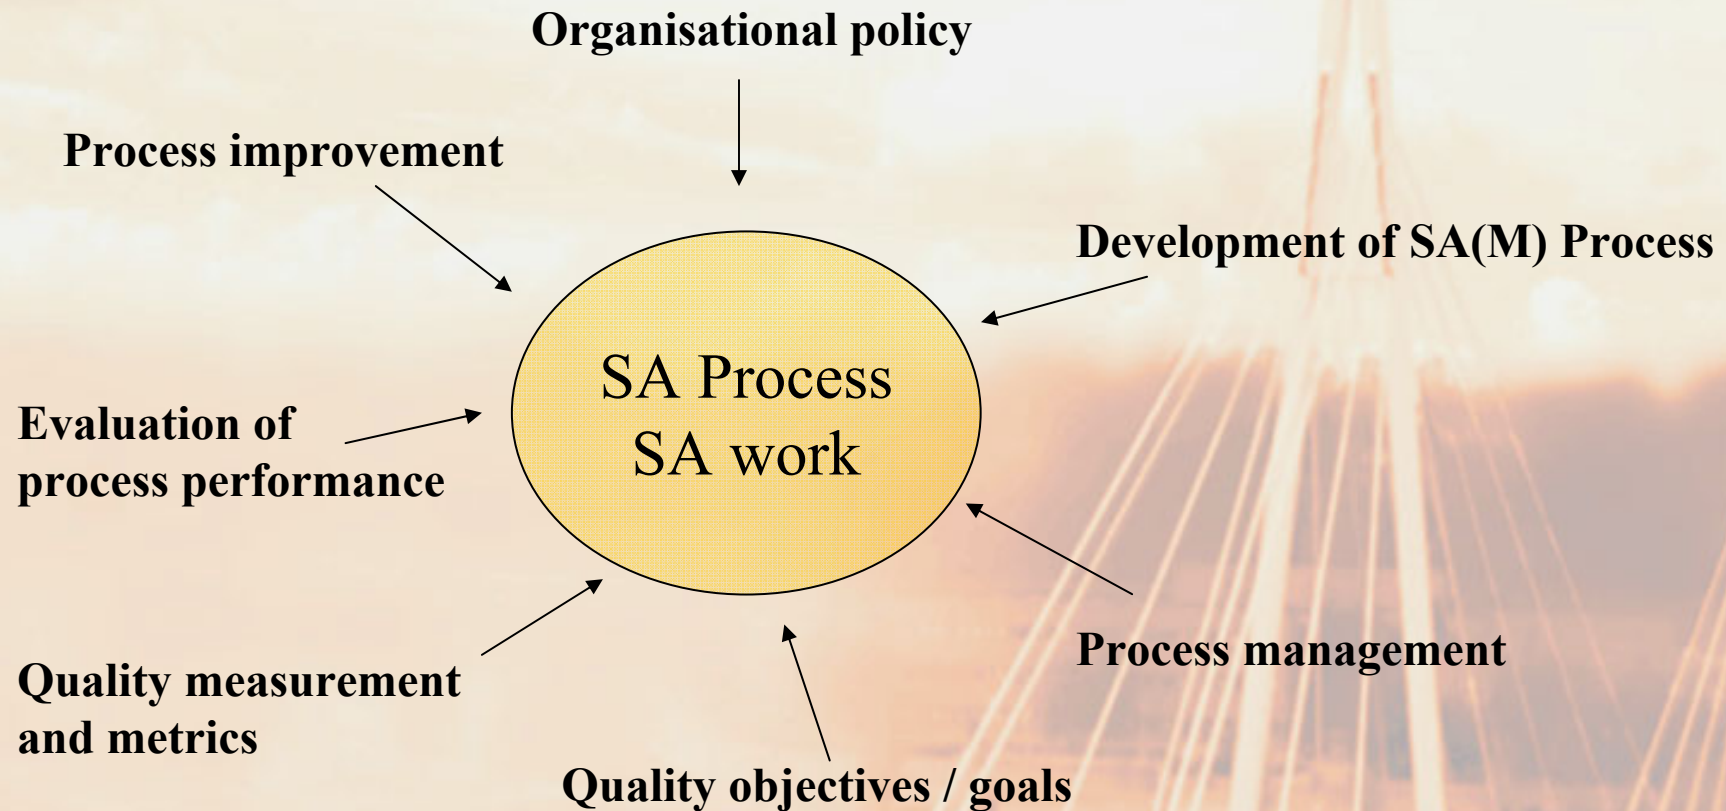 Organisational policy
Process improvement
Development of SA(M) Process
SA Process
SA work
Evaluation of
process performance
Process management
Quality measurement
and metrics
Quality objectives / goals